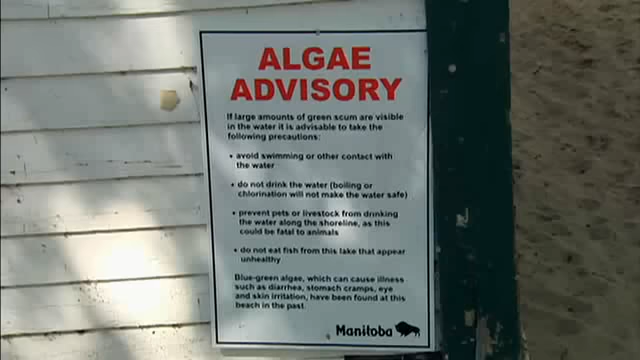 ALGAE
ADVISORY
If large amounts of green scum are visible
in the water it is advisable to take the
following precautions:
• avoid swimming or other contact with
the water
• do not drink the water (boiling or
chlorination will not make the water safe)
• prevent pets or livestock from drinking
the water along the shoreline, as this
could be fatal to animals
• do not eat fish from this lake that appear
unhealthy
Blue-green algae, which can cause illness
such as diarrhea, stomach cramps, eye
and skin irritation, have been found at this
beach in the past.
Manitoba